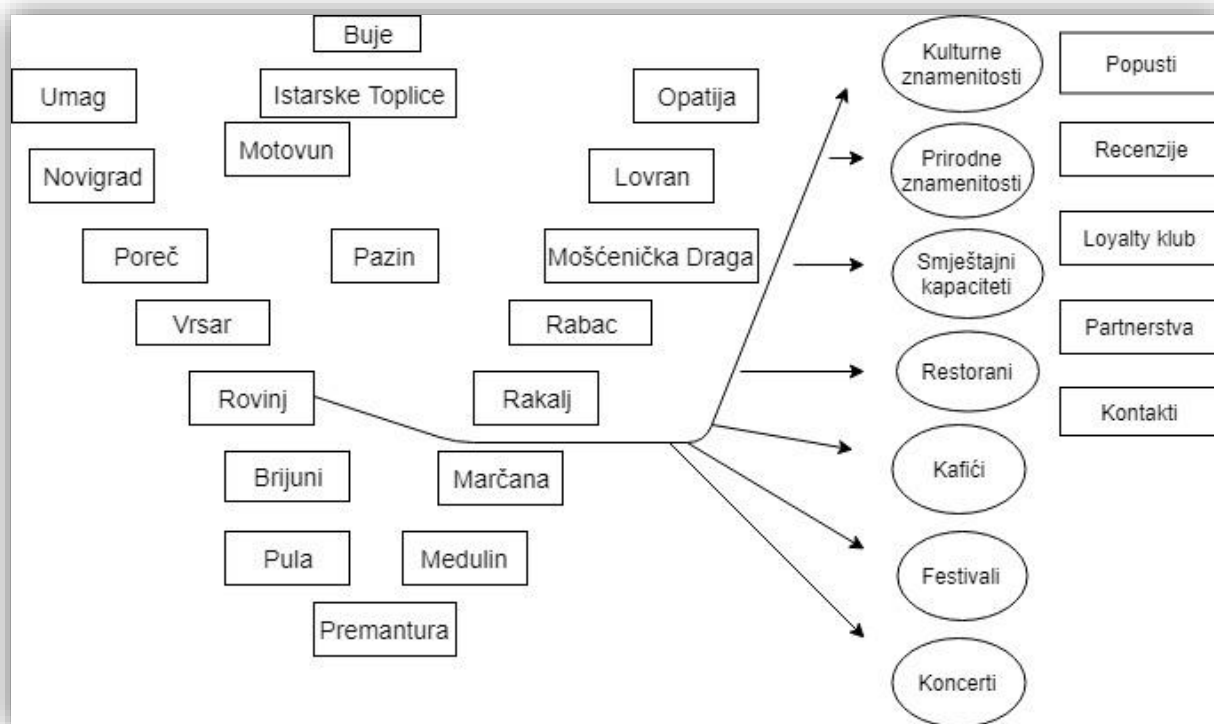 Buje
Umag
Istarske Toplice
Opatija
Motovun
Novigrad
Lovran
Poreč
Pazin
Mošćenička Draga
Vrsar
Rabac
Rovinj
Rakalj
Brijuni
Marčana
Pula
Medulin
Premantura
Kulturne
znamenitosti
Prirodne
znamenitosti
Smještajni
kapaciteti
Restorani
Kafići
Festivali
Koncerti
Popusti
Recenzije
Loyalty klub
Partnerstva
Kontakti